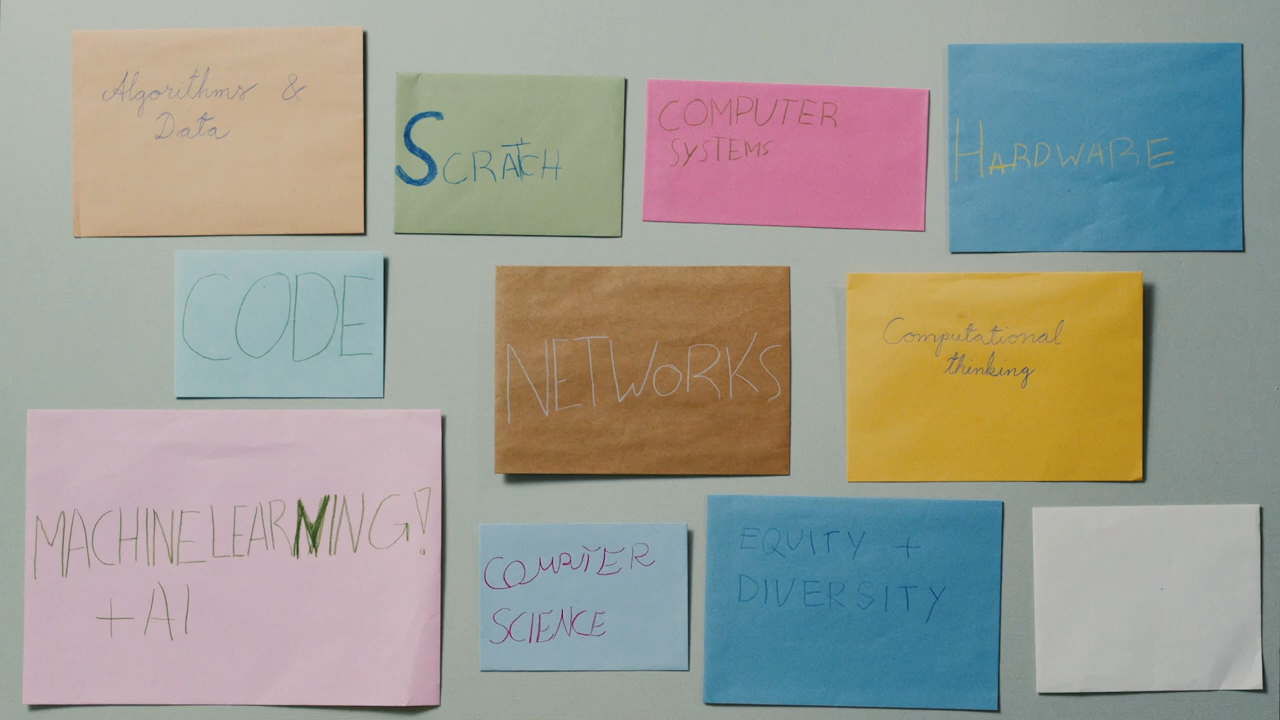 Algorithms &
Data
SCRATCH
COMPUTER
SYSTEMS
HARDWARE
CODE
NETWORKS
Computational
thinking
MACHINE LEARNING!
+ AI
COMPUTER
SCIENCE
EQUITY +
DIVERSITY